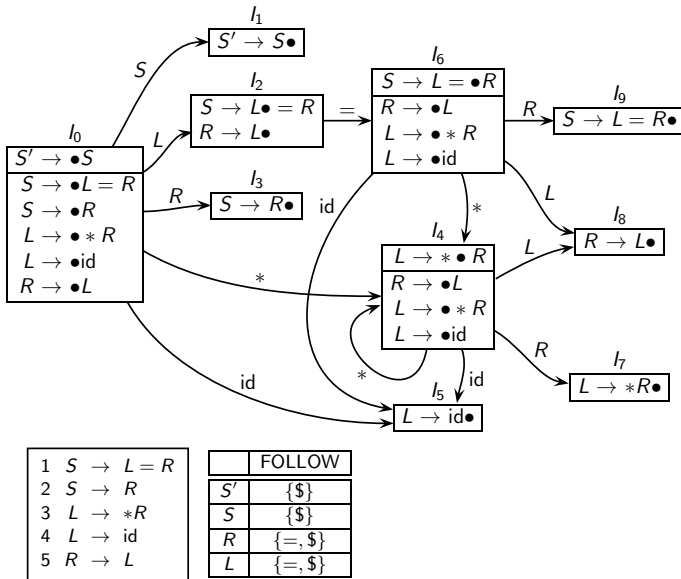 I₁
S′ → S●
S
I₂
S → L● = R
R → L●
=
I₆
S → L = ●R
R → ●L
L → ● ∗ R
L → ●id
R
I₉
S → L = R●
I₀
S′ → ●S
S → ●L = R
S → ●R
L → ● ∗ R
L → ●id
R → ●L
L
R
I₃
S → R●
id
∗
L
I₈
R → L●
∗
I₄
L → ∗ ● R
R → ●L
L → ● ∗ R
L → ●id
L
∗
R
I₇
L → ∗R●
id
id
I₅
L → id●
1 S → L = R
2 S → R
3 L → ∗R
4 L → id
5 R → L
FOLLOW
S′ {$}
S {$}
R {=, $}
L {=, $}